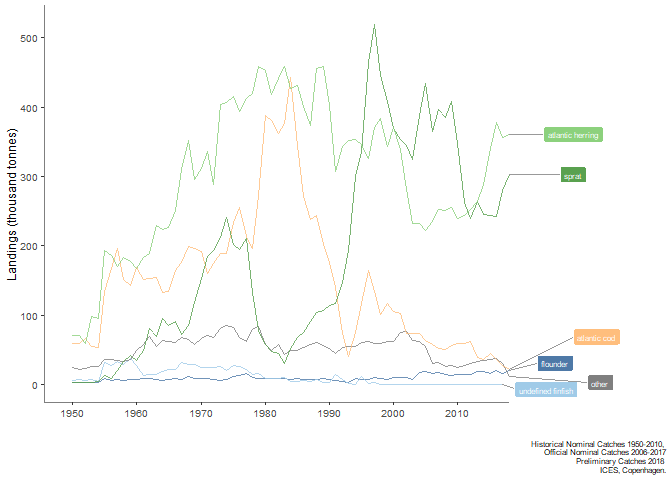 Landings (thousand tonnes)
500
400
300
200
100
0
1950
1960
1970
1980
1990
2000
2010
atlantic herring
sprat
atlantic cod
flounder
other
undefined finfish
Historical Nominal Catches 1950-2010,
Official Nominal Catches 2006-2017
Preliminary Catches 2018
ICES, Copenhagen.